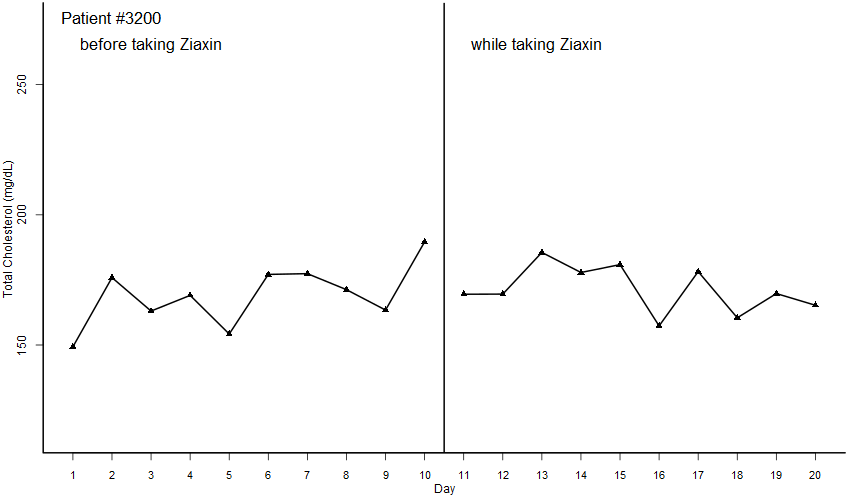 Patient #3200
before taking Ziaxin
while taking Ziaxin
Total Cholesterol (mg/dL)
250
200
150
1 2 3 4 5 6 7 8 9 10 11 12 13 14 15 16 17 18 19 20
Day